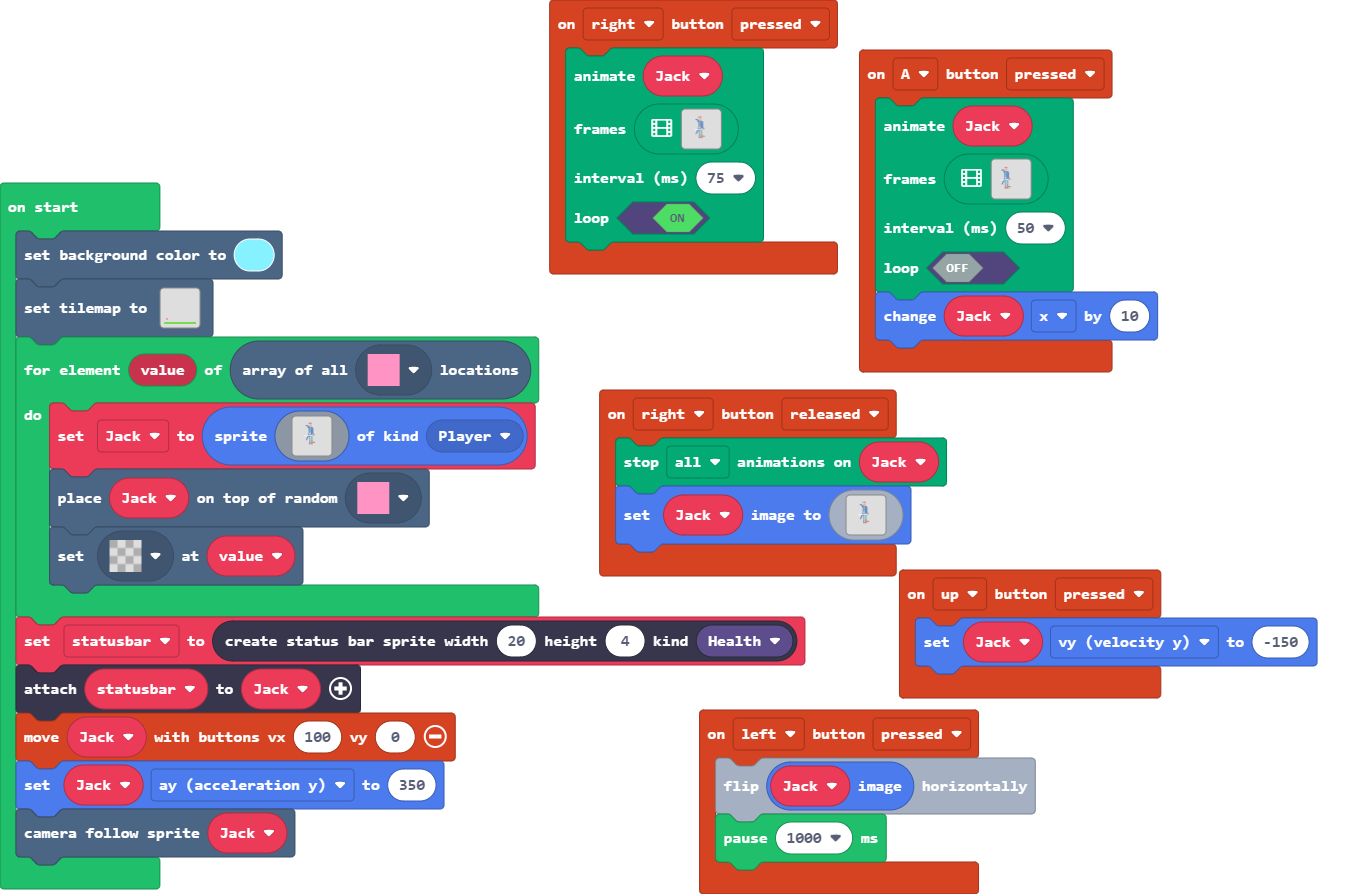 on start
set background color to
set tilemap to
for element value of array of all locations
do
set Jack to sprite of kind Player
place Jack on top of random
set at value
set statusbar to create status bar sprite width 20 height 4 kind Health
attach statusbar to Jack
move Jack with buttons vx 100 vy 0
set Jack ay (acceleration y) to 350
camera follow sprite Jack
on right button pressed
animate Jack
frames
interval (ms) 75
loop ON
on A button pressed
animate Jack
frames
interval (ms) 50
loop OFF
change Jack x by 10
on right button released
stop all animations on Jack
set Jack image to
on up button pressed
set Jack vy (velocity y) to -150
on left button pressed
flip Jack image horizontally
pause 1000 ms